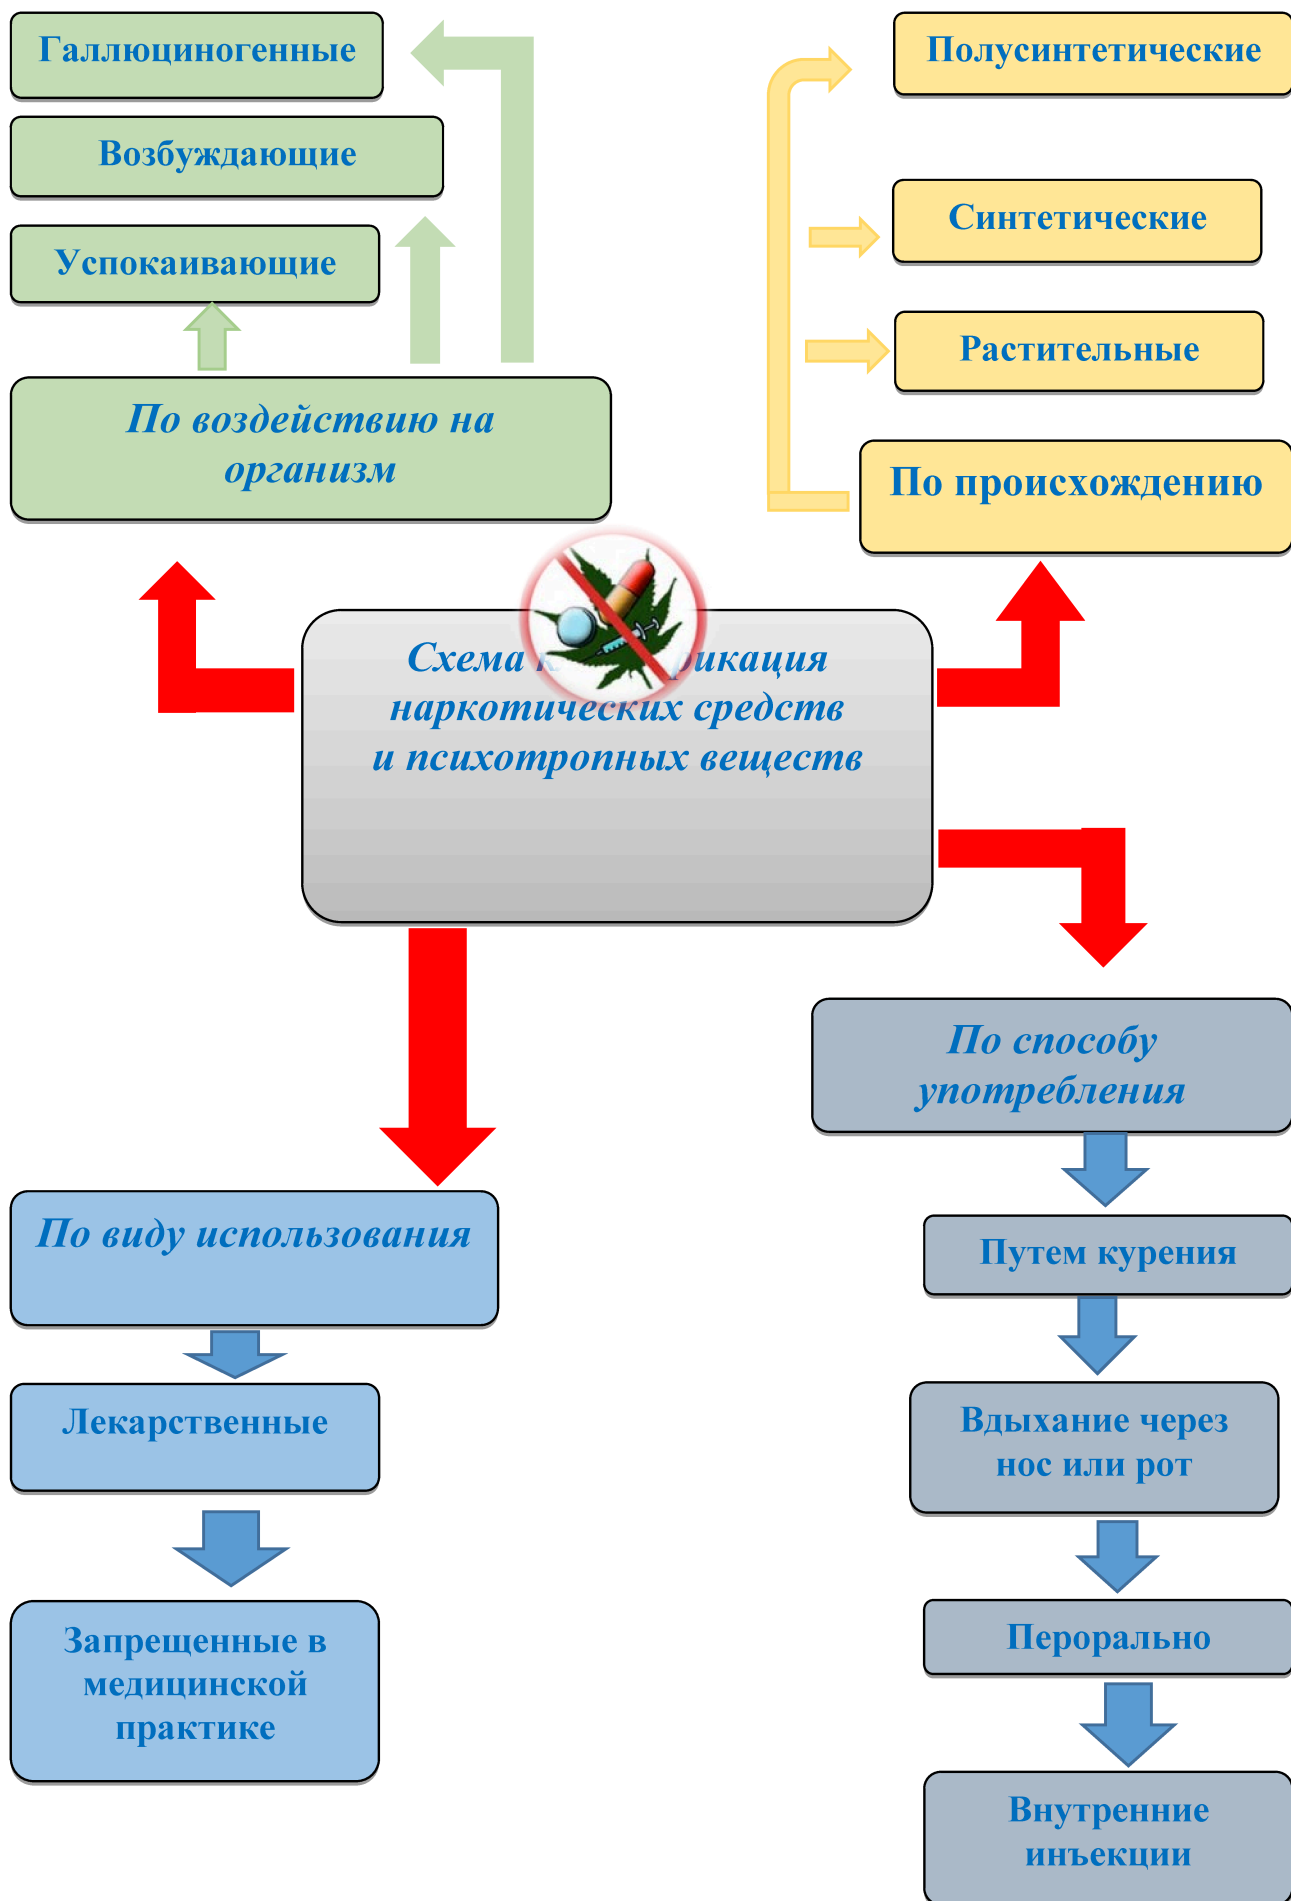 Галлюциногенные
Возбуждающие
Успокаивающие
По воздействию на
организм
Полусинтетические
Синтетические
Растительные
По происхождению
Схема
наркотических средств
и психотропных веществ
По способу
употребления
Путем курения
Вдыхание через
нос или рот
Перорально
Внутренние
инъекции
По виду использования
Лекарственные
Запрещенные в
медицинской
практике